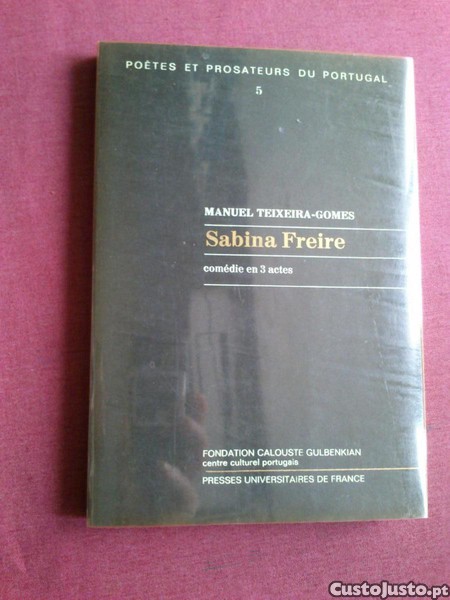 POÈTES ET PROSATEURS DU PORTUGAL
5
MANUEL TEIXEIRA-GOMES
Sabina Freire
comédie en 3 actes
FONDATION CALOUSTE GULBENKIAN
centre culturel portugais
PRESSES UNIVERSITAIRES DE FRANCE
CustoJusto.pt